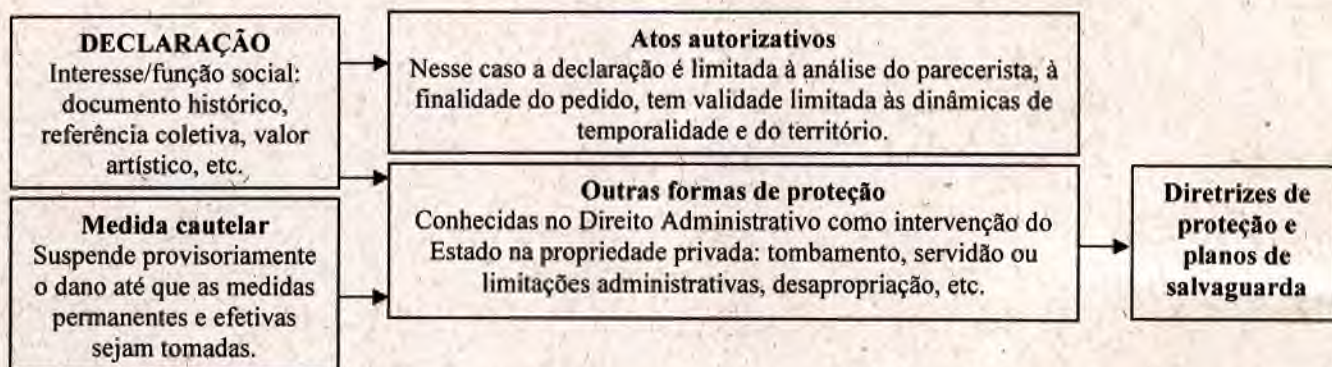 DECLARAÇÃO
Interesse/função social:
documento histórico,
referência coletiva, valor
artístico, etc.
Medida cautelar
Suspende provisoriamente
o dano até que as medidas
permanentes e efetivas
sejam tomadas.
Atos autorizativos
Nesse caso a declaração é limitada à análise do parecerista, à
finalidade do pedido, tem validade limitada às dinâmicas de
temporalidade e do território.
Outras formas de proteção
Conhecidas no Direito Administrativo como intervenção do
Estado na propriedade privada: tombamento, servidão ou
limitações administrativas, desapropriação, etc.
Diretrizes de
proteção e
planos de
salvaguarda